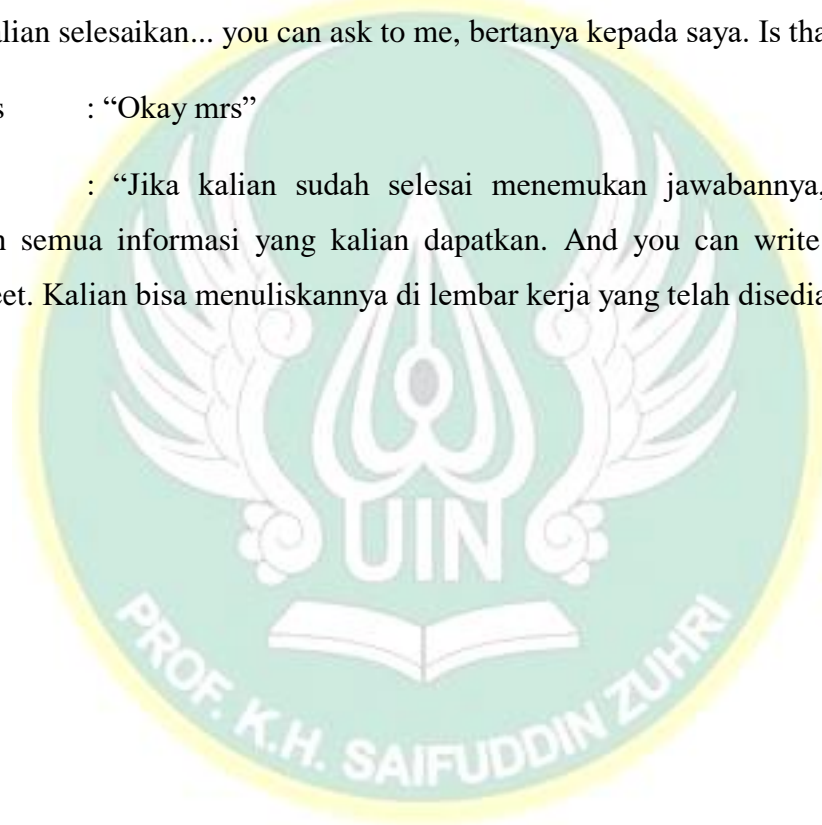 alian selesaikan... you can ask to me, bertanya kepada saya. Is tha
s : “Okay mrs”
: “Jika kalian sudah selesai menemukan jawabannya,
n semua informasi yang kalian dapatkan. And you can write
eet. Kalian bisa menuliskannya di lembar kerja yang telah disedia
UIN
PROF. K.H. SAIFUDDIN ZUHRI